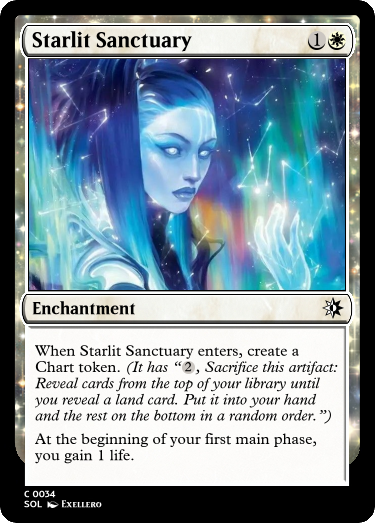 Starlit Sanctuary 1
Enchantment
When Starlit Sanctuary enters, create a
Chart token. (It has “2, Sacrifice this artifact:
Reveal cards from the top of your library until
you reveal a land card. Put it into your hand
and the rest on the bottom in a random order.”)
At the beginning of your first main phase,
you gain 1 life.
C 0034
SOL Exellero